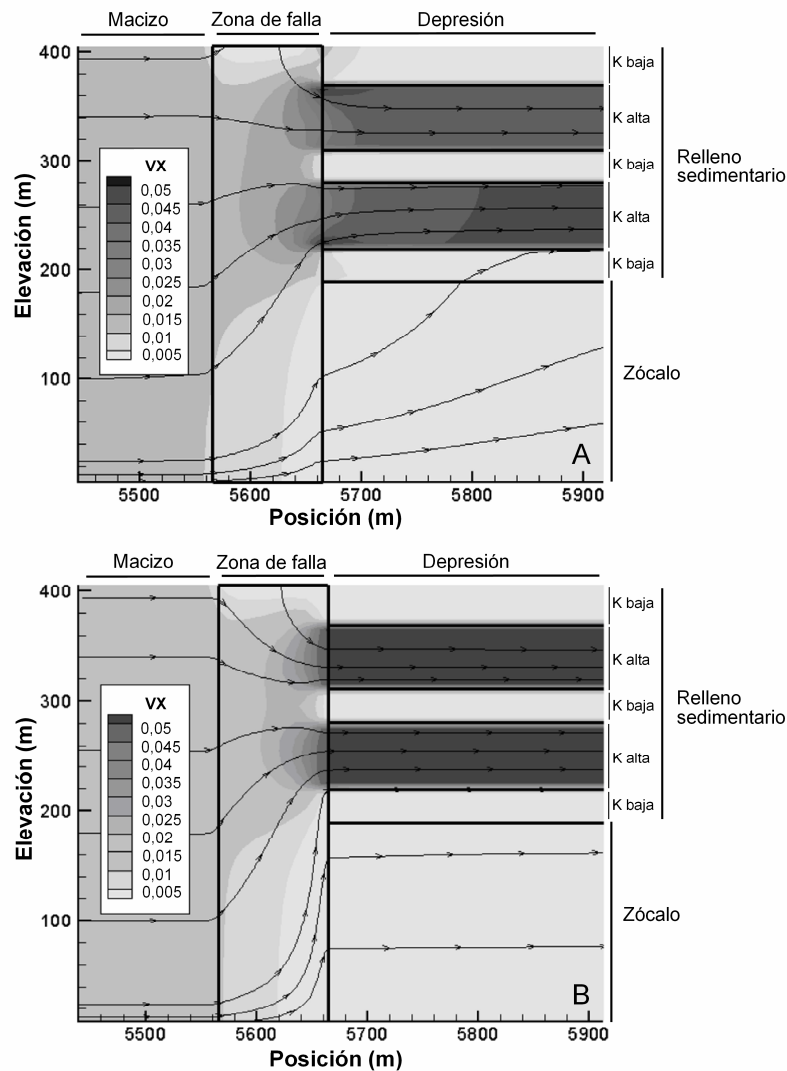 Macizo Zona de falla Depresión
400
300
200
100
Elevación (m)
VX
0,05
0,045
0,04
0,035
0,03
0,025
0,02
0,015
0,01
0,005
K baja
K alta
K baja
K alta
K baja
Relleno
sedimentario
Zócalo
A
5500 5600 5700 5800 5900
Posición (m)
Macizo Zona de falla Depresión
400
300
200
100
Elevación (m)
VX
0,05
0,045
0,04
0,035
0,03
0,025
0,02
0,015
0,01
0,005
K baja
K alta
K baja
K alta
K baja
Relleno
sedimentario
Zócalo
B
5500 5600 5700 5800 5900
Posición (m)